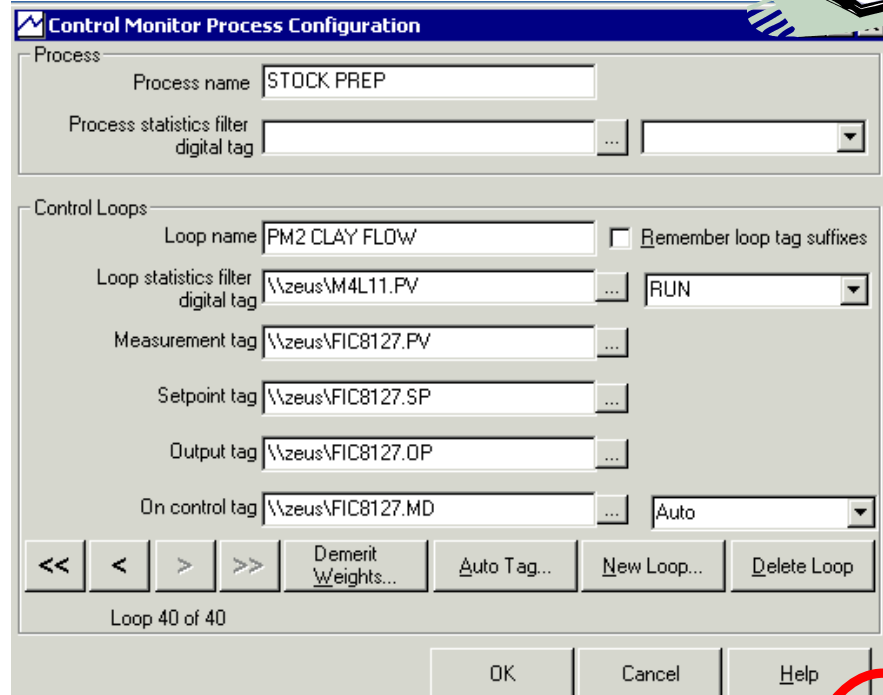 Control Monitor Process Configuration
Process
Process name STOCK PREP
Process statistics filter
digital tag ...
Control Loops
Loop name PM2 CLAY FLOW Remember loop tag suffixes
Loop statistics filter
digital tag \\zeus\M4L11.PV ... RUN
Measurement tag \\zeus\FIC8127.PV ...
Setpoint tag \\zeus\FIC8127.SP ...
Output tag \\zeus\FIC8127.OP ...
On control tag \\zeus\FIC8127.MD ... Auto
<< < > >> Demerit Weights... Auto Tag... New Loop... Delete Loop
Loop 40 of 40
OK Cancel Help